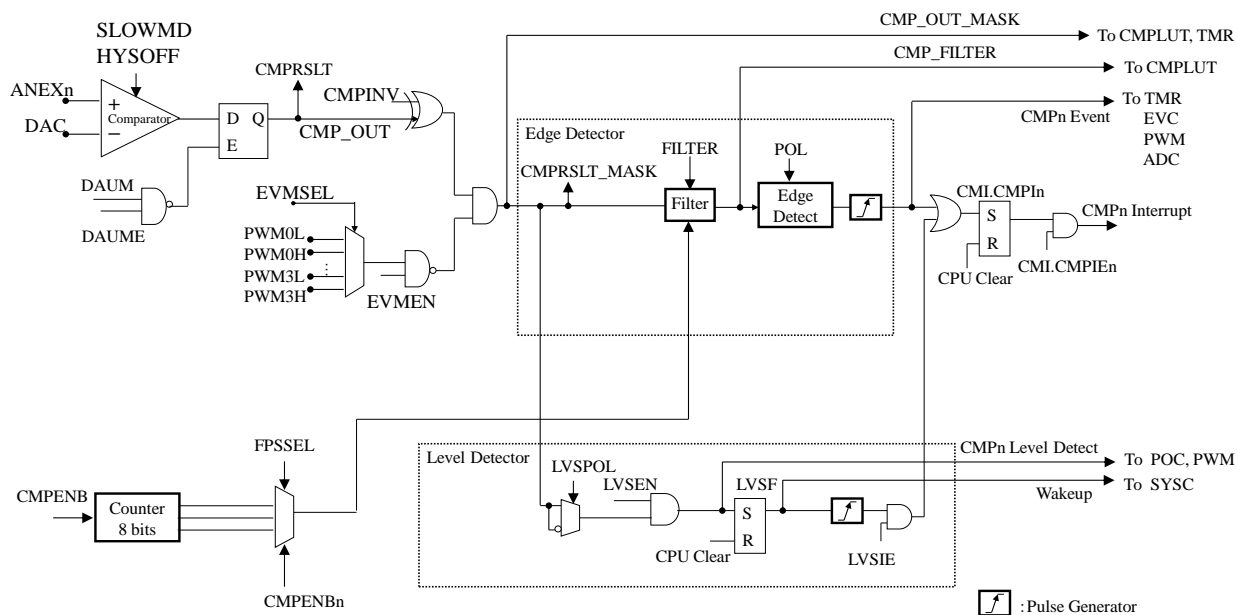 SLOWMD
HYSOFF
CMP_OUT_MASK
To CMPLUT, TMR
CMP_FILTER
To CMPLUT
CMPRSLT
CMPINV
ANEXn
+
Comparator
−
DAC
D Q
E
CMP_OUT
To TMR
EVC
PWM
ADC
CMPn Event
Edge Detector
FILTER
POL
CMPRSLT_MASK
Filter
Edge
Detect
DAUM
DAUME
EVMSEL
PWM0L
PWM0H
⋮
PWM3L
PWM3H
EVMEN
CMI.CMPIn
S
R
CPU Clear
CMPn Interrupt
CMI.CMPIEn
FPSSEL
CMPENB
Counter
8 bits
CMPENBn
Level Detector
LVSPOL
LVSEN
LVSF
S
R
CPU Clear
CMPn Level Detect
To POC, PWM
Wakeup
To SYSC
LVSIE
: Pulse Generator